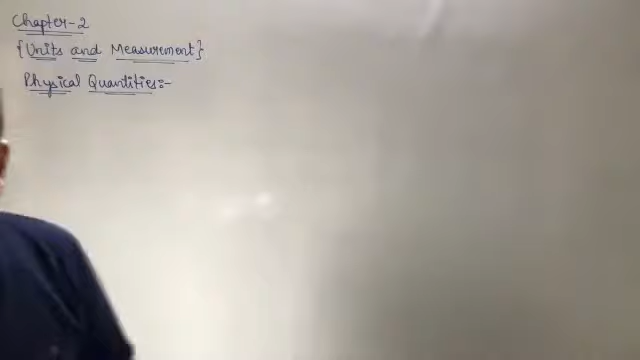 Chapter-2
{Units and Measurement}
Physical Quantities:-